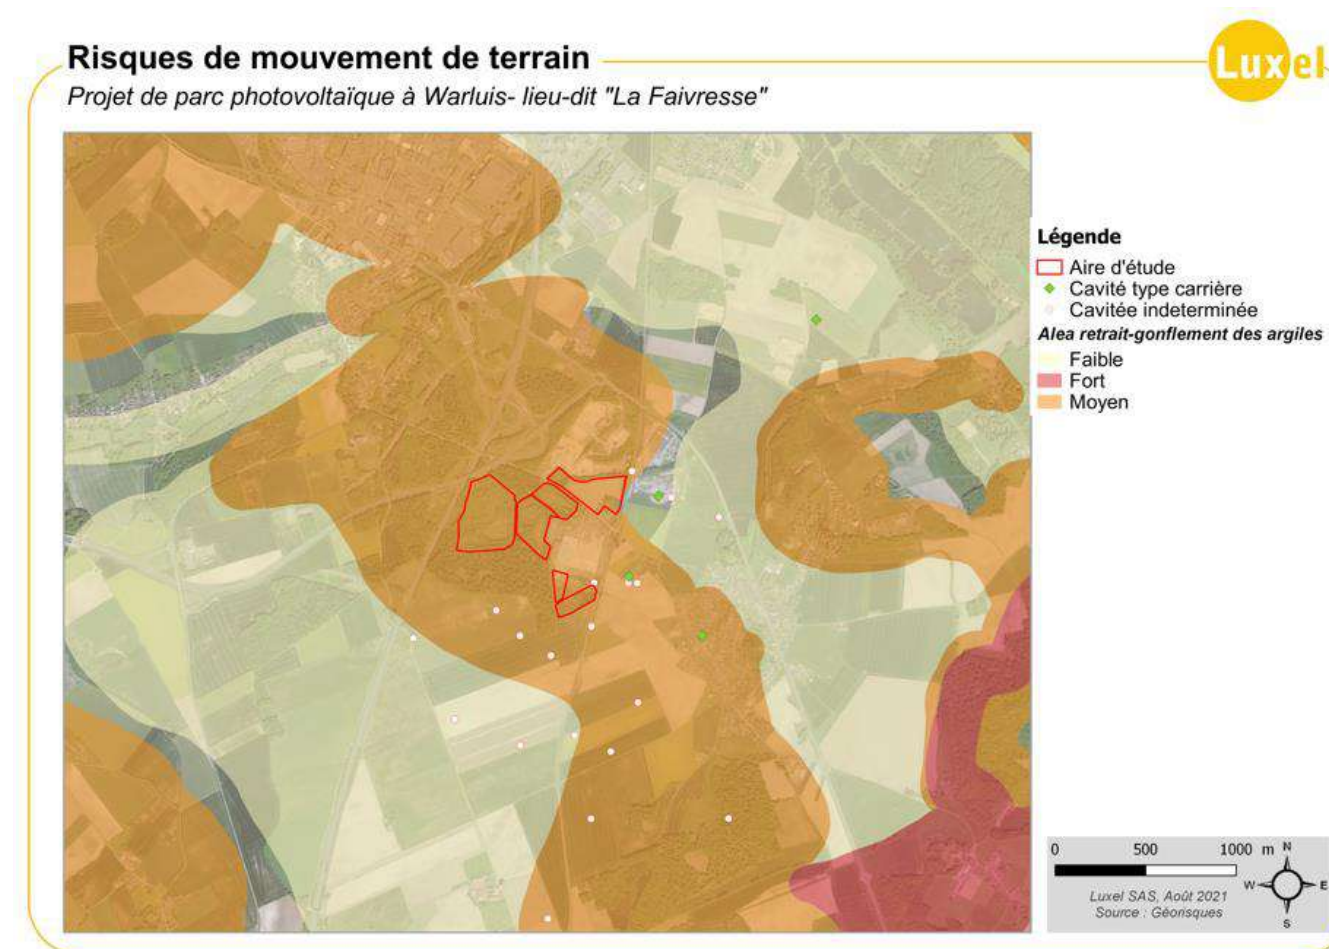 Risques de mouvement de terrain
Luxel
Projet de parc photovoltaïque à Warluis- lieu-dit "La Faivresse"
Légende
Aire d'étude
Cavité type carrière
Cavitée indeterminée
Alea retrait-gonflement des argiles
Faible
Fort
Moyen
0 500 1000 m
N
W E
S
Luxel SAS, Août 2021
Source : Géorisques